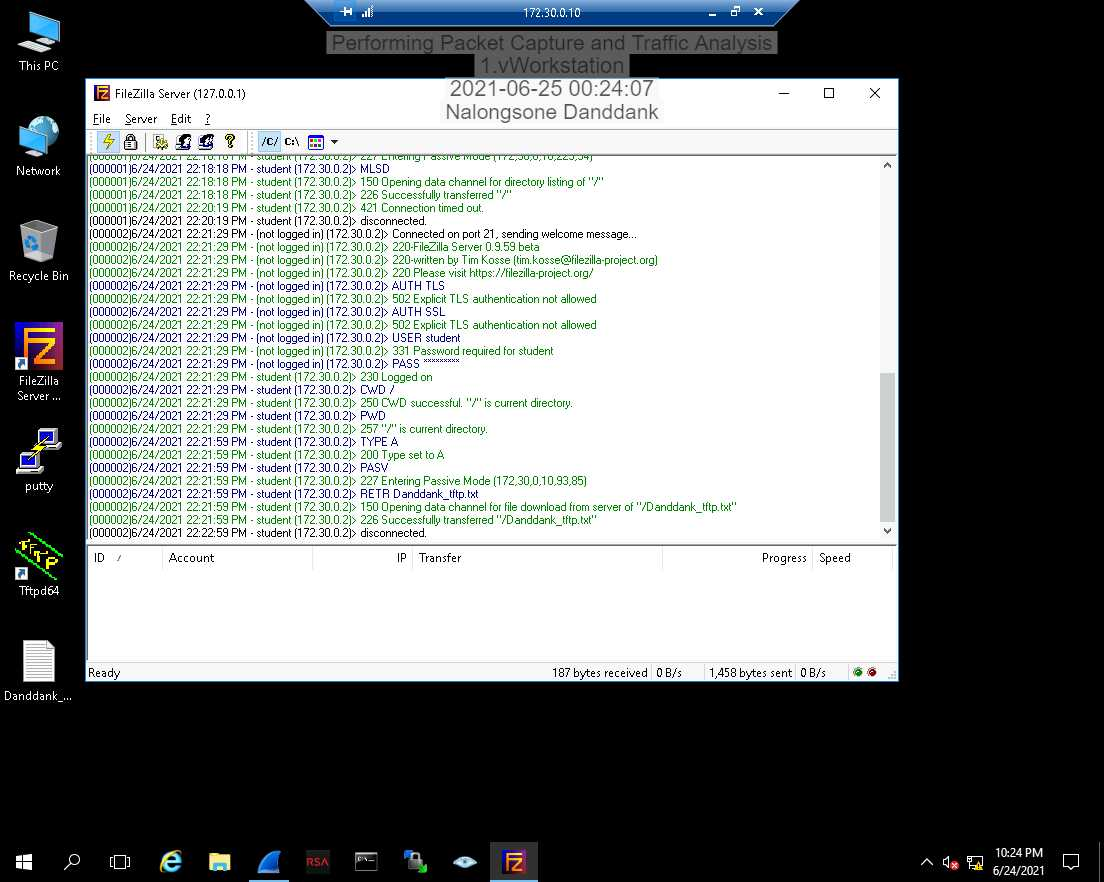 172.30.0.10
This PC
Performing Packet Capture and Traffic Analysis
1.vWorkstation
2021-06-25 00:24:07
Nalongsone Danddank
FileZilla Server (127.0.0.1)
File Server Edit ?
/C/ C:\
(000001)6/24/2021 22:18:18 PM - student (172.30.0.2)> MLSD
(000001)6/24/2021 22:18:18 PM - student (172.30.0.2)> 150 Opening data channel for directory listing of "/"
(000001)6/24/2021 22:18:18 PM - student (172.30.0.2)> 226 Successfully transferred "/"
(000001)6/24/2021 22:20:19 PM - student (172.30.0.2)> 421 Connection timed out.
(000001)6/24/2021 22:20:19 PM - student (172.30.0.2)> disconnected.
(000002)6/24/2021 22:21:29 PM - (not logged in) (172.30.0.2)> Connected on port 21, sending welcome message...
(000002)6/24/2021 22:21:29 PM - (not logged in) (172.30.0.2)> 220-FileZilla Server 0.9.59 beta
(000002)6/24/2021 22:21:29 PM - (not logged in) (172.30.0.2)> 220-written by Tim Kosse (tim.kosse@filezilla-project.org)
(000002)6/24/2021 22:21:29 PM - (not logged in) (172.30.0.2)> 220 Please visit https://filezilla-project.org/
(000002)6/24/2021 22:21:29 PM - (not logged in) (172.30.0.2)> AUTH TLS
(000002)6/24/2021 22:21:29 PM - (not logged in) (172.30.0.2)> 502 Explicit TLS authentication not allowed
(000002)6/24/2021 22:21:29 PM - (not logged in) (172.30.0.2)> AUTH SSL
(000002)6/24/2021 22:21:29 PM - (not logged in) (172.30.0.2)> 502 Explicit TLS authentication not allowed
(000002)6/24/2021 22:21:29 PM - (not logged in) (172.30.0.2)> USER student
(000002)6/24/2021 22:21:29 PM - (not logged in) (172.30.0.2)> 331 Password required for student
(000002)6/24/2021 22:21:29 PM - (not logged in) (172.30.0.2)> PASS *********
(000002)6/24/2021 22:21:29 PM - student (172.30.0.2)> 230 Logged on
(000002)6/24/2021 22:21:29 PM - student (172.30.0.2)> CWD /
(000002)6/24/2021 22:21:29 PM - student (172.30.0.2)> 250 CWD successful. "/" is current directory.
(000002)6/24/2021 22:21:29 PM - student (172.30.0.2)> PWD
(000002)6/24/2021 22:21:29 PM - student (172.30.0.2)> 257 "/" is current directory.
(000002)6/24/2021 22:21:59 PM - student (172.30.0.2)> TYPE A
(000002)6/24/2021 22:21:59 PM - student (172.30.0.2)> 200 Type set to A
(000002)6/24/2021 22:21:59 PM - student (172.30.0.2)> PASV
(000002)6/24/2021 22:21:59 PM - student (172.30.0.2)> 227 Entering Passive Mode (172,30,0,10,93,85)
(000002)6/24/2021 22:21:59 PM - student (172.30.0.2)> RETR Danddank_tftp.txt
(000002)6/24/2021 22:21:59 PM - student (172.30.0.2)> 150 Opening data channel for file download from server of "/Danddank_tftp.txt"
(000002)6/24/2021 22:21:59 PM - student (172.30.0.2)> 226 Successfully transferred "/Danddank_tftp.txt"
(000002)6/24/2021 22:22:59 PM - student (172.30.0.2)> disconnected.
ID / Account IP Transfer Progress Speed
Ready 187 bytes received 0 B/s 1,458 bytes sent 0 B/s
Network
Recycle Bin
FileZilla
Server ...
putty
TFTP
Tftpd64
Danddank_...
RSA
10:24 PM
6/24/2021